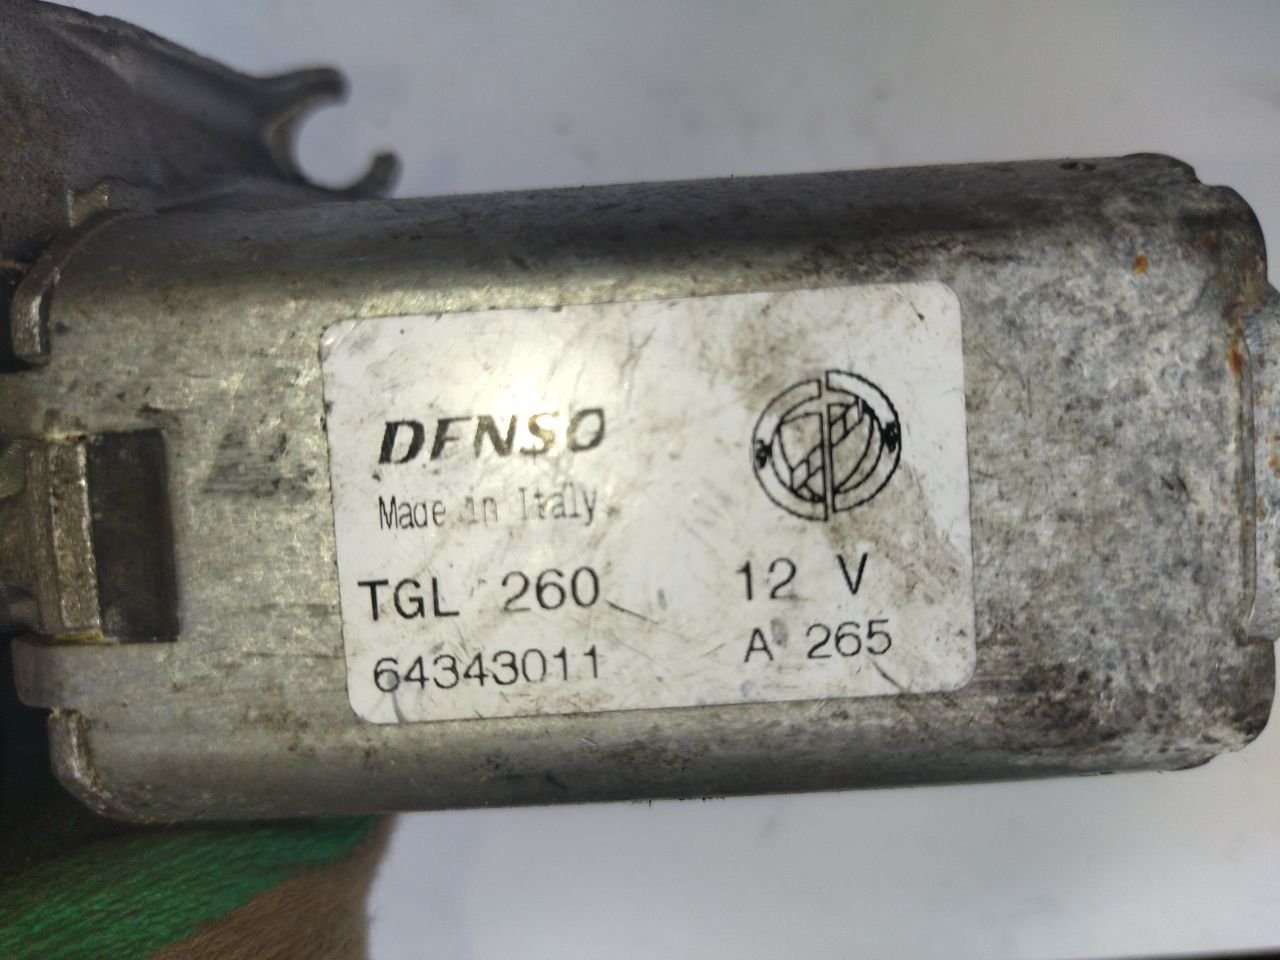 DENSO
Made in Italy
TGL 260 12 V
64343011 A 265